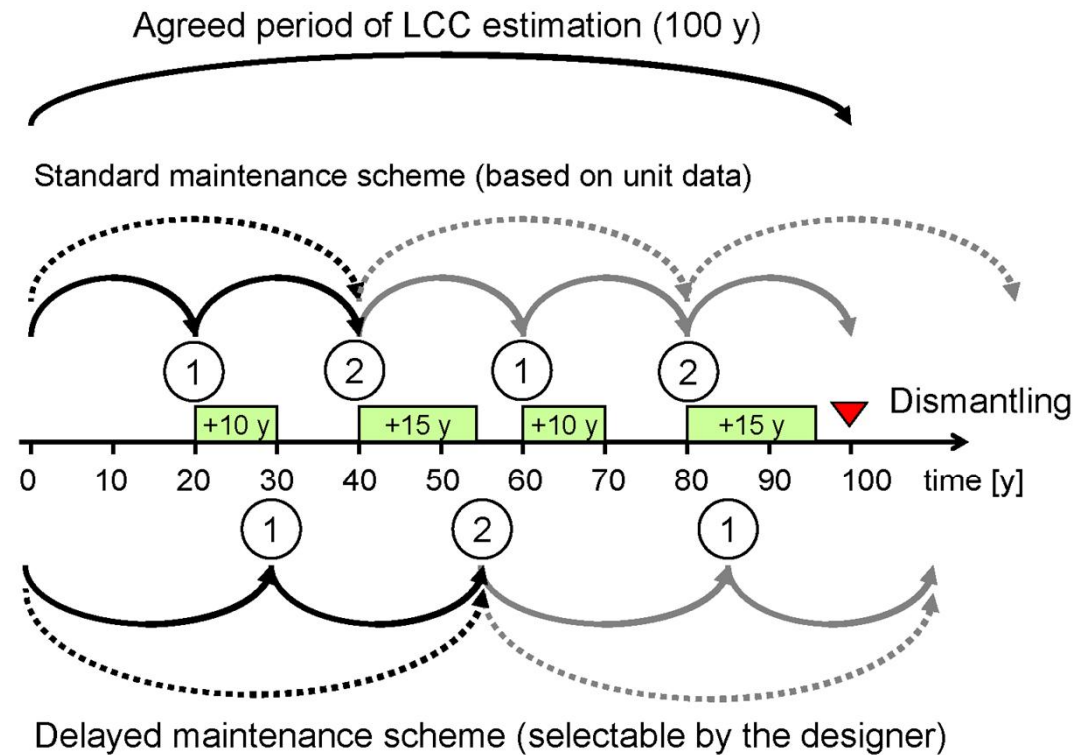 Agreed period of LCC estimation (100 y)
Standard maintenance scheme (based on unit data)
1 2 1 2
Dismantling
+10 y +15 y +10 y +15 y
0 10 20 30 40 50 60 70 80 90 100 time [y]
1 2 1
Delayed maintenance scheme (selectable by the designer)